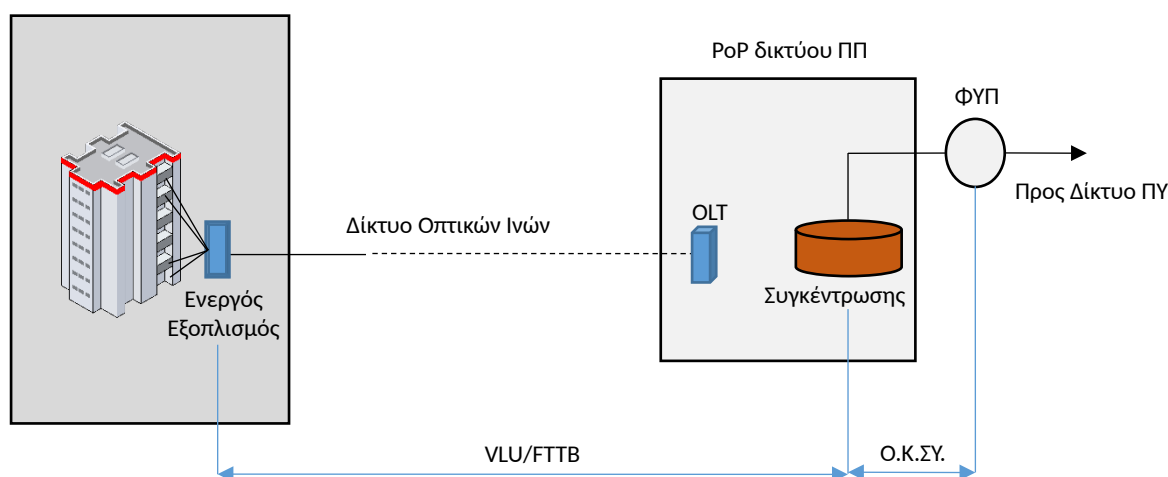 PoP δικτύου ΠΠ
ΦΥΠ
Προς Δίκτυο ΠΥ
OLT
Δίκτυο Οπτικών Ινών
Συγκέντρωσης
Ενεργός
Εξοπλισμός
VLU/FTTB
Ο.Κ.ΣΥ.